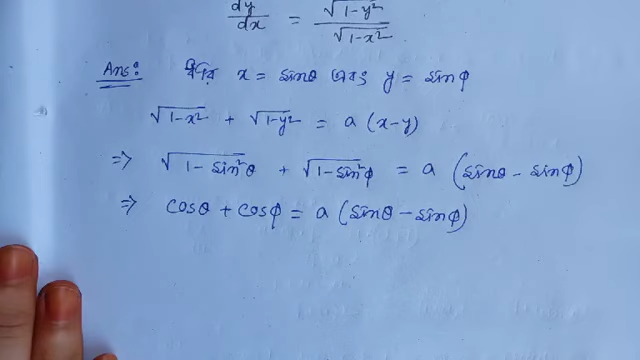 dy/dx = √(1-y²)/√(1-x²)
Ans: ধরি x = sinθ এবং y = sinφ
√(1-x²) + √(1-y²) = a (x-y)
⇒ √(1-sin²θ) + √(1-sin²φ) = a (sinθ - sinφ)
⇒ cosθ + cosφ = a (sinθ - sinφ)